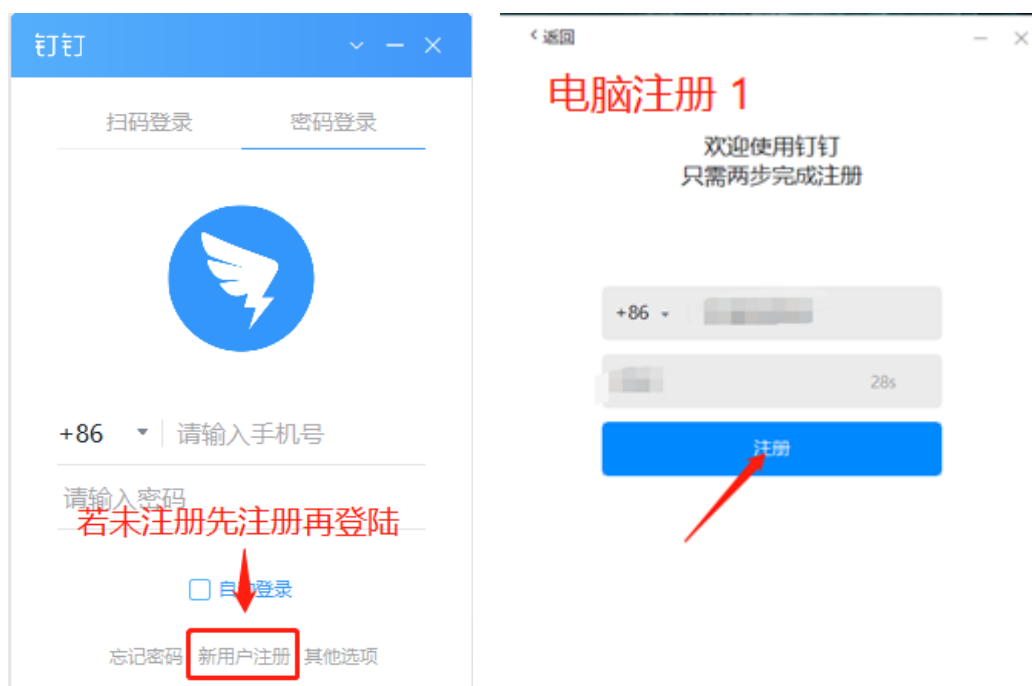 钉钉
扫码登录
密码登录
+86
请输入手机号
请输入密码
若未注册先注册再登陆
自动登录
忘记密码
新用户注册
其他选项
返回
电脑注册 1
欢迎使用钉钉
只需两步完成注册
+86
28s
注册